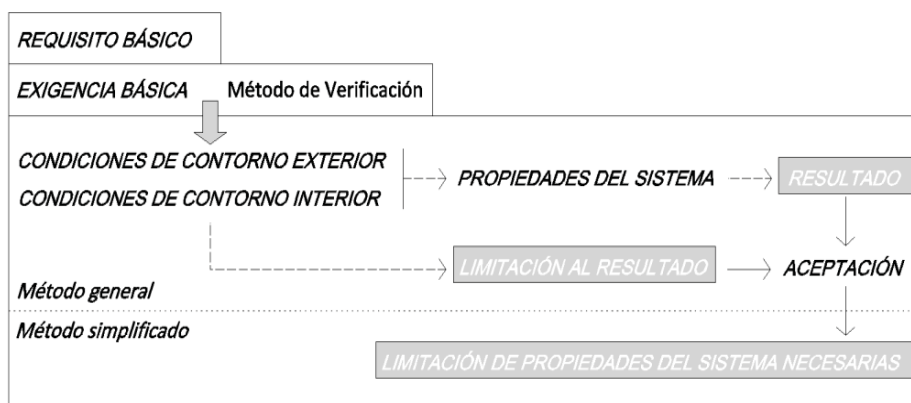 REQUISITO BÁSICO
EXIGENCIA BÁSICA Método de Verificación
CONDICIONES DE CONTORNO EXTERIOR
CONDICIONES DE CONTORNO INTERIOR
PROPIEDADES DEL SISTEMA
RESULTADO
LIMITACIÓN AL RESULTADO
ACEPTACIÓN
Método general
Método simplificado
LIMITACIÓN DE PROPIEDADES DEL SISTEMA NECESARIAS